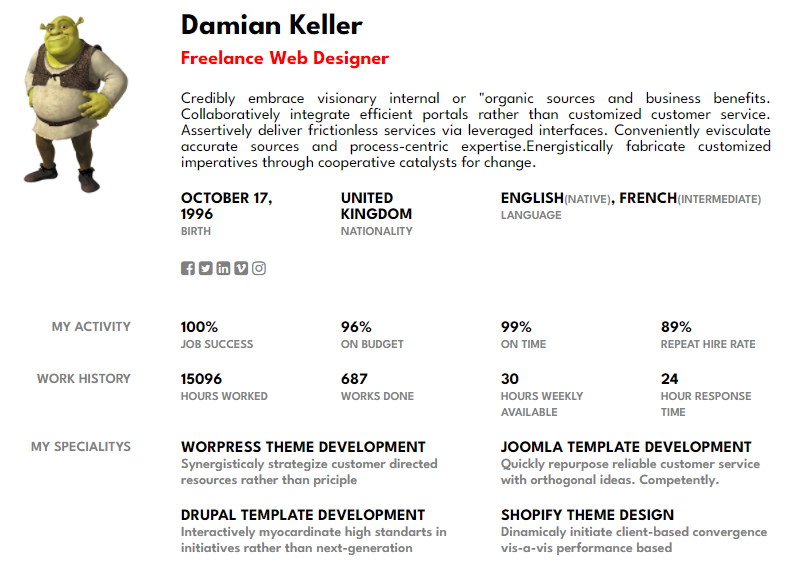 Damian Keller
Freelance Web Designer
Credibly embrace visionary internal or "organic sources and business benefits.
Collaboratively integrate efficient portals rather than customized customer service.
Assertively deliver frictionless services via leveraged interfaces. Conveniently evisculate
accurate sources and process-centric expertise.Energistically fabricate customized
imperatives through cooperative catalysts for change.
OCTOBER 17,
1996
BIRTH
UNITED
KINGDOM
NATIONALITY
ENGLISH(NATIVE), FRENCH(INTERMEDIATE)
LANGUAGE
MY ACTIVITY
100%
JOB SUCCESS
96%
ON BUDGET
99%
ON TIME
89%
REPEAT HIRE RATE
WORK HISTORY
15096
HOURS WORKED
687
WORKS DONE
30
HOURS WEEKLY
AVAILABLE
24
HOUR RESPONSE
TIME
MY SPECIALITYS
WORPRESS THEME DEVELOPMENT
Synergisticaly strategize customer directed
resources rather than priciple
JOOMLA TEMPLATE DEVELOPMENT
Quickly repurpose reliable customer service
with orthogonal ideas. Competently.
DRUPAL TEMPLATE DEVELOPMENT
Interactively myocardinate high standarts in
initiatives rather than next-generation
SHOPIFY THEME DESIGN
Dinamicaly initiate client-based convergence
vis-a-vis performance based